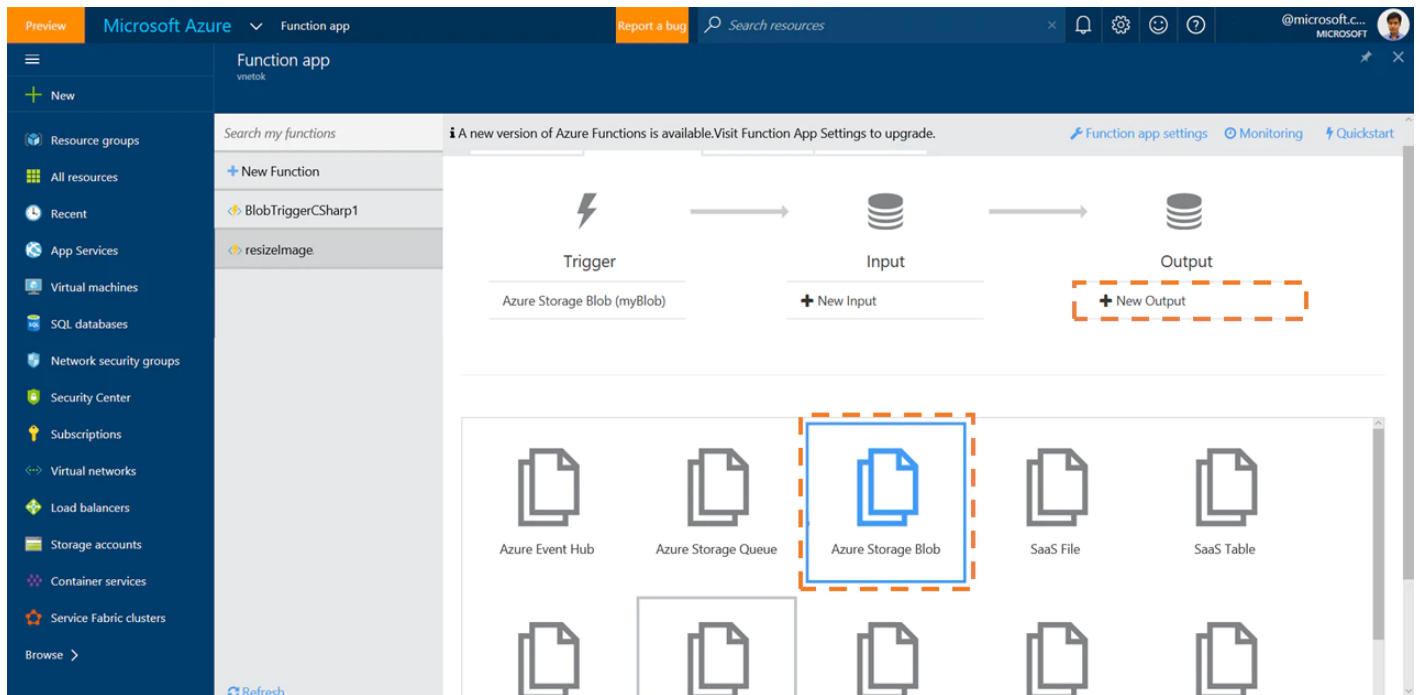 Preview
Microsoft Azure
Function app
Report a bug
Search resources
@microsoft.c...
MICROSOFT
Function app
vnetok
New
Resource groups
All resources
Recent
App Services
Virtual machines
SQL databases
Network security groups
Security Center
Subscriptions
Virtual networks
Load balancers
Storage accounts
Container services
Service Fabric clusters
Browse >
Search my functions
New Function
BlobTriggerCSharp1
resizeImage
Refresh
A new version of Azure Functions is available.Visit Function App Settings to upgrade.
Function app settings
Monitoring
Quickstart
Trigger
Input
Output
Azure Storage Blob (myBlob)
New Input
New Output
Azure Event Hub
Azure Storage Queue
Azure Storage Blob
SaaS File
SaaS Table